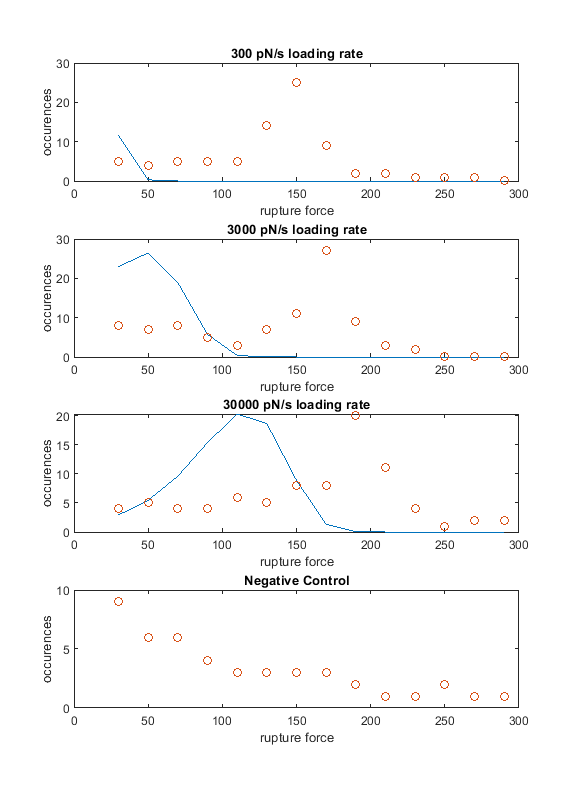 300 pN/s loading rate
30
20
10
0
occurences
0 50 100 150 200 250 300
rupture force
3000 pN/s loading rate
30
20
10
0
occurences
0 50 100 150 200 250 300
rupture force
30000 pN/s loading rate
20
15
10
5
0
occurences
0 50 100 150 200 250 300
rupture force
Negative Control
10
5
0
occurences
0 50 100 150 200 250 300
rupture force